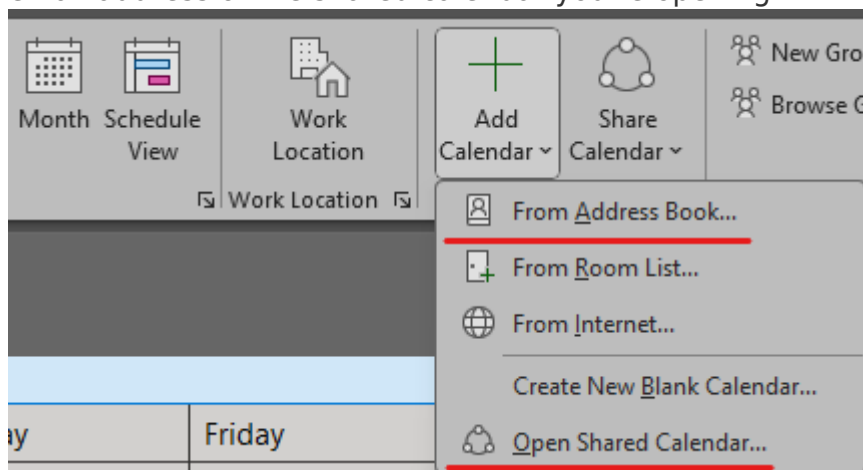 Month Schedule View
Work Location
Add Calendar
Share Calendar
New Gro
Browse G
Work Location
From Address Book...
From Room List...
From Internet...
Create New Blank Calendar...
Open Shared Calendar...
ay
Friday